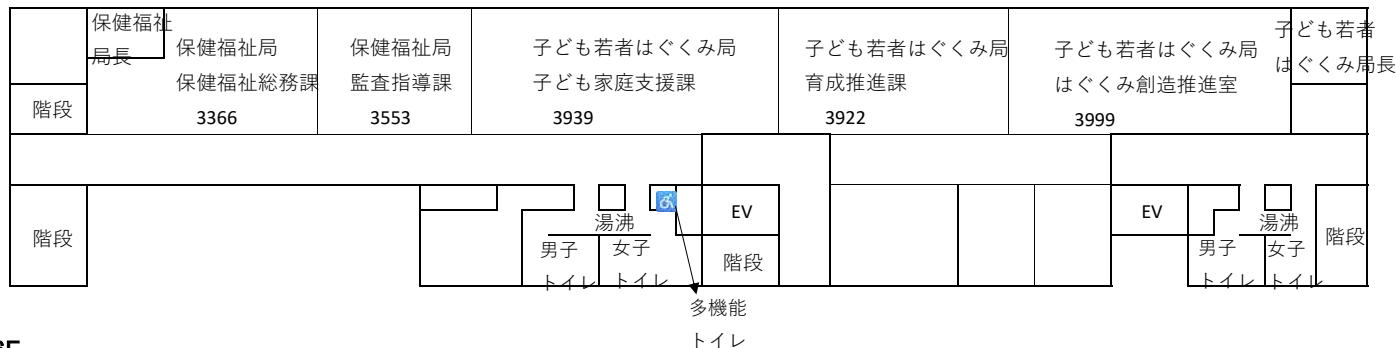 保健福祉
局長
保健福祉局
保健福祉総務課
3366
保健福祉局
監査指導課
3553
子ども若者はぐくみ局
子ども家庭支援課
3939
子ども若者はぐくみ局
育成推進課
3922
子ども若者はぐくみ局
はぐくみ創造推進室
3999
子ども若者
はぐくみ局長
階段
階段
湯沸
男子
トイレ
女子
トイレ
EV
階段
多機能
トイレ
EV
湯沸
男子
トイレ
女子
トイレ
階段